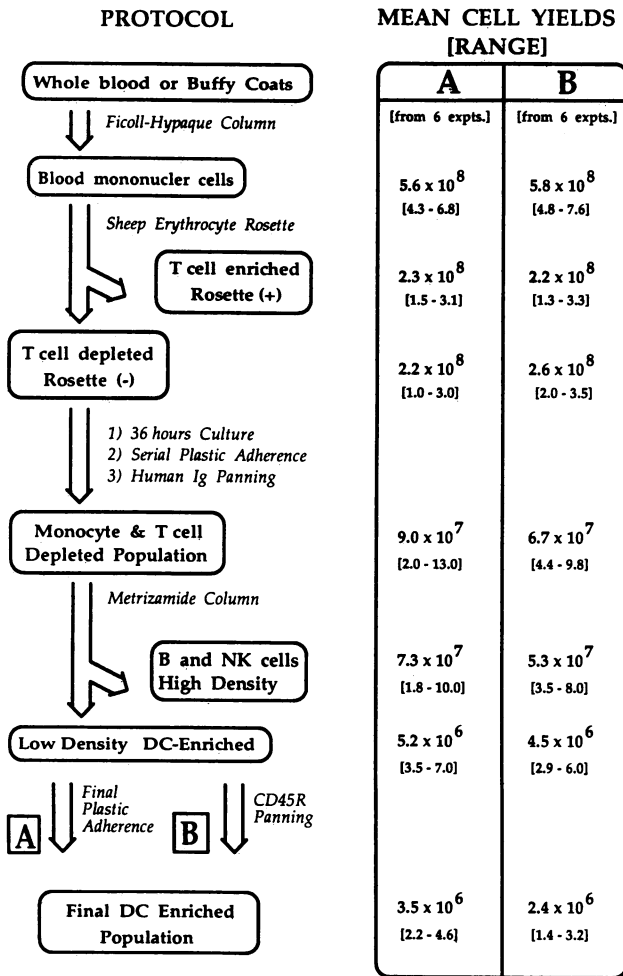 PROTOCOL
MEAN CELL YIELDS
[RANGE]
Whole blood or Buffy Coats
A
B
[from 6 expts.]
[from 6 expts.]
Ficoll-Hypaque Column
Blood mononucler cells
5.6 x 10^8
5.8 x 10^8
[4.3 - 6.8]
[4.8 - 7.6]
Sheep Erythrocyte Rosette
T cell enriched
Rosette (+)
2.3 x 10^8
2.2 x 10^8
[1.5 - 3.1]
[1.3 - 3.3]
T cell depleted
Rosette (-)
2.2 x 10^8
2.6 x 10^8
[1.0 - 3.0]
[2.0 - 3.5]
1) 36 hours Culture
2) Serial Plastic Adherence
3) Human Ig Panning
Monocyte & T cell
Depleted Population
9.0 x 10^7
6.7 x 10^7
[2.0 - 13.0]
[4.4 - 9.8]
Metrizamide Column
B and NK cells
High Density
7.3 x 10^7
5.3 x 10^7
[1.8 - 10.0]
[3.5 - 8.0]
Low Density DC-Enriched
5.2 x 10^6
4.5 x 10^6
[3.5 - 7.0]
[2.9 - 6.0]
A
Final
Plastic
Adherence
B
CD45R
Panning
Final DC Enriched
Population
3.5 x 10^6
2.4 x 10^6
[2.2 - 4.6]
[1.4 - 3.2]